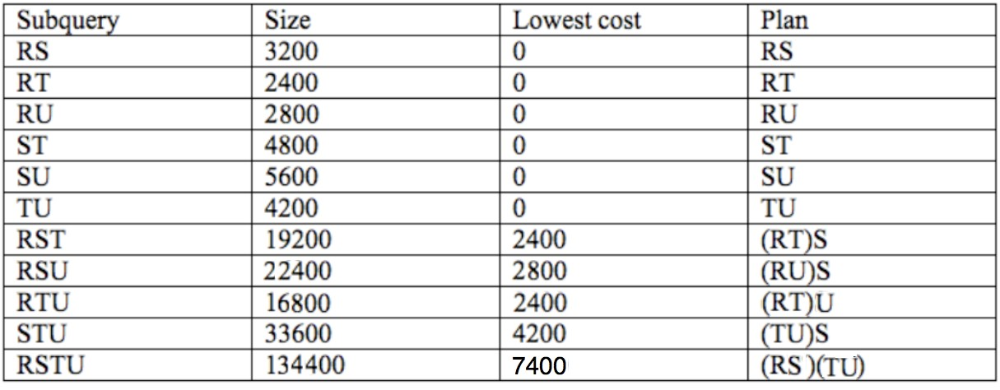 Subquery Size Lowest cost Plan
RS 3200 0 RS
RT 2400 0 RT
RU 2800 0 RU
ST 4800 0 ST
SU 5600 0 SU
TU 4200 0 TU
RST 19200 2400 (RT)S
RSU 22400 2800 (RU)S
RTU 16800 2400 (RT)U
STU 33600 4200 (TU)S
RSTU 134400 7400 (RS)(TU)